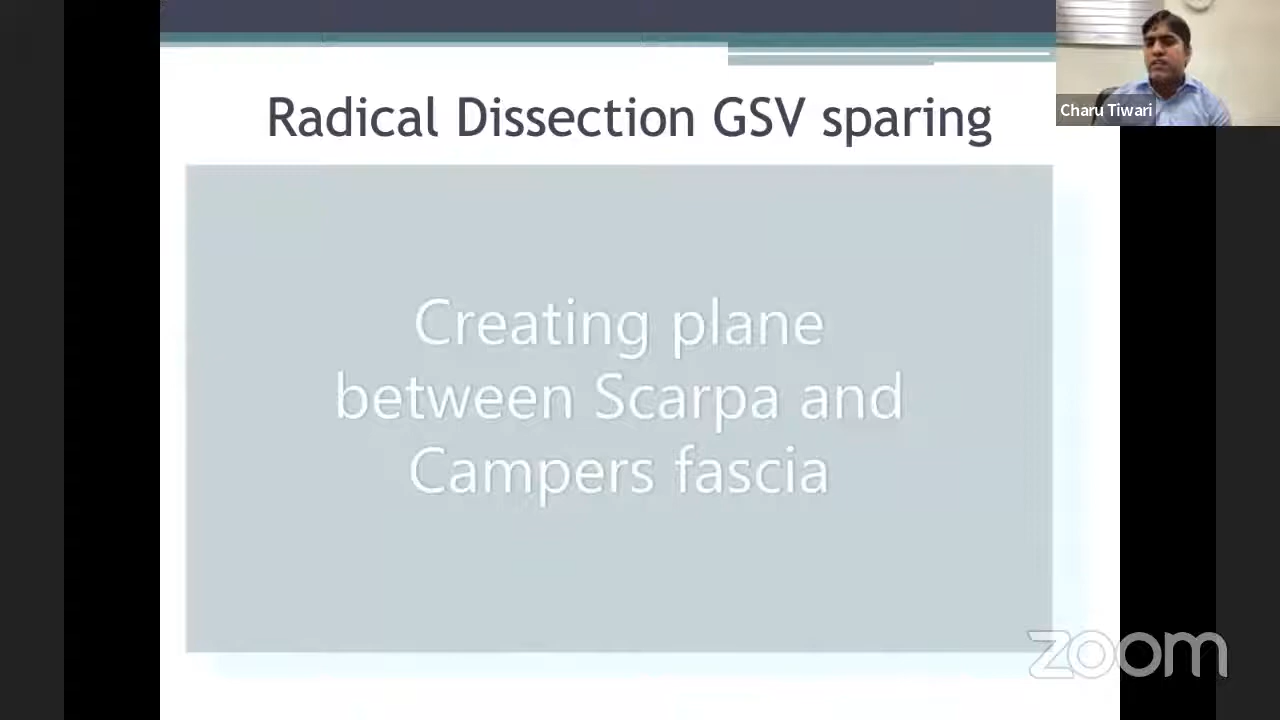 Radical Dissection GSV sparing
Charu Tiwari
Creating plane
between Scarpa and
Campers fascia
zoom